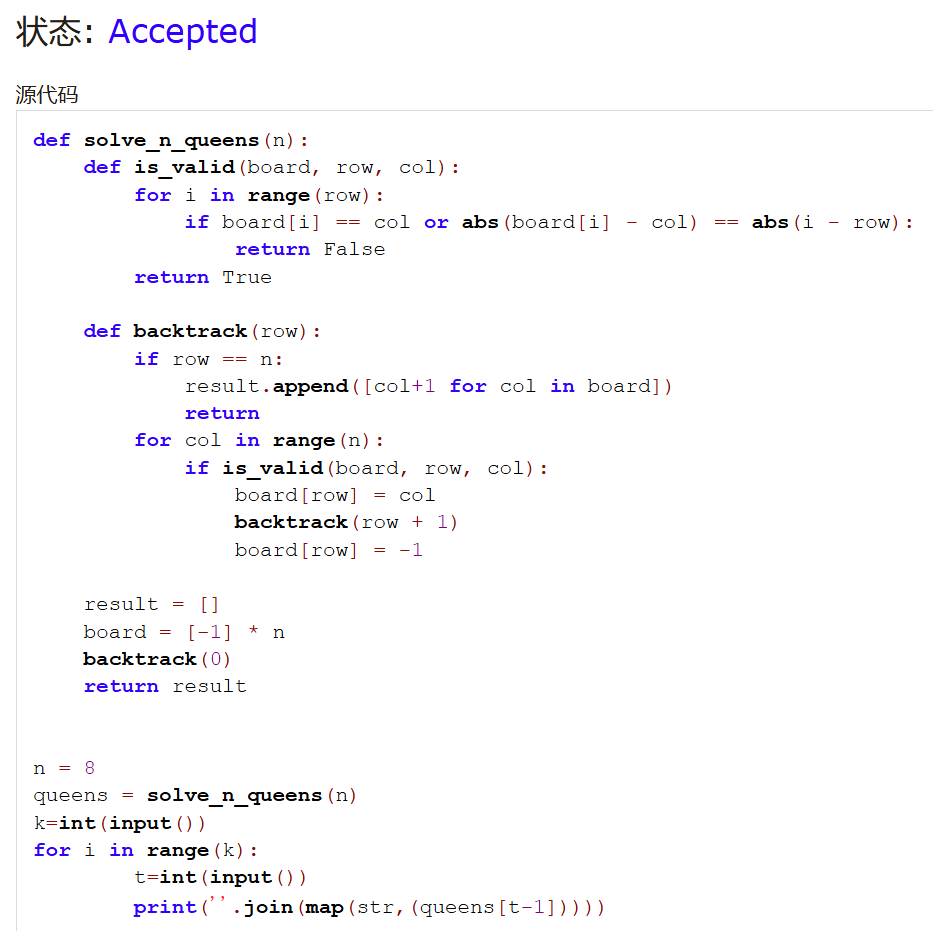 状态: Accepted
源代码
def solve_n_queens(n):
    def is_valid(board, row, col):
        for i in range(row):
            if board[i] == col or abs(board[i] - col) == abs(i - row):
                return False
        return True

    def backtrack(row):
        if row == n:
            result.append([col+1 for col in board])
            return
        for col in range(n):
            if is_valid(board, row, col):
                board[row] = col
                backtrack(row + 1)
                board[row] = -1

    result = []
    board = [-1] * n
    backtrack(0)
    return result


n = 8
queens = solve_n_queens(n)
k=int(input())
for i in range(k):
        t=int(input())
        print(''.join(map(str,(queens[t-1]))))